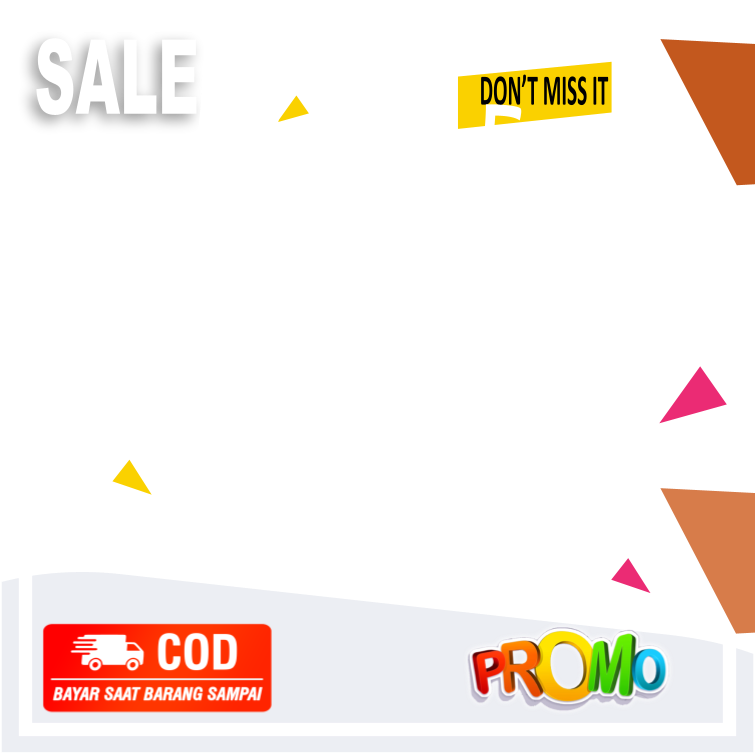 SALE
DON'T MISS IT
COD
BAYAR SAAT BARANG SAMPAI
PROMO